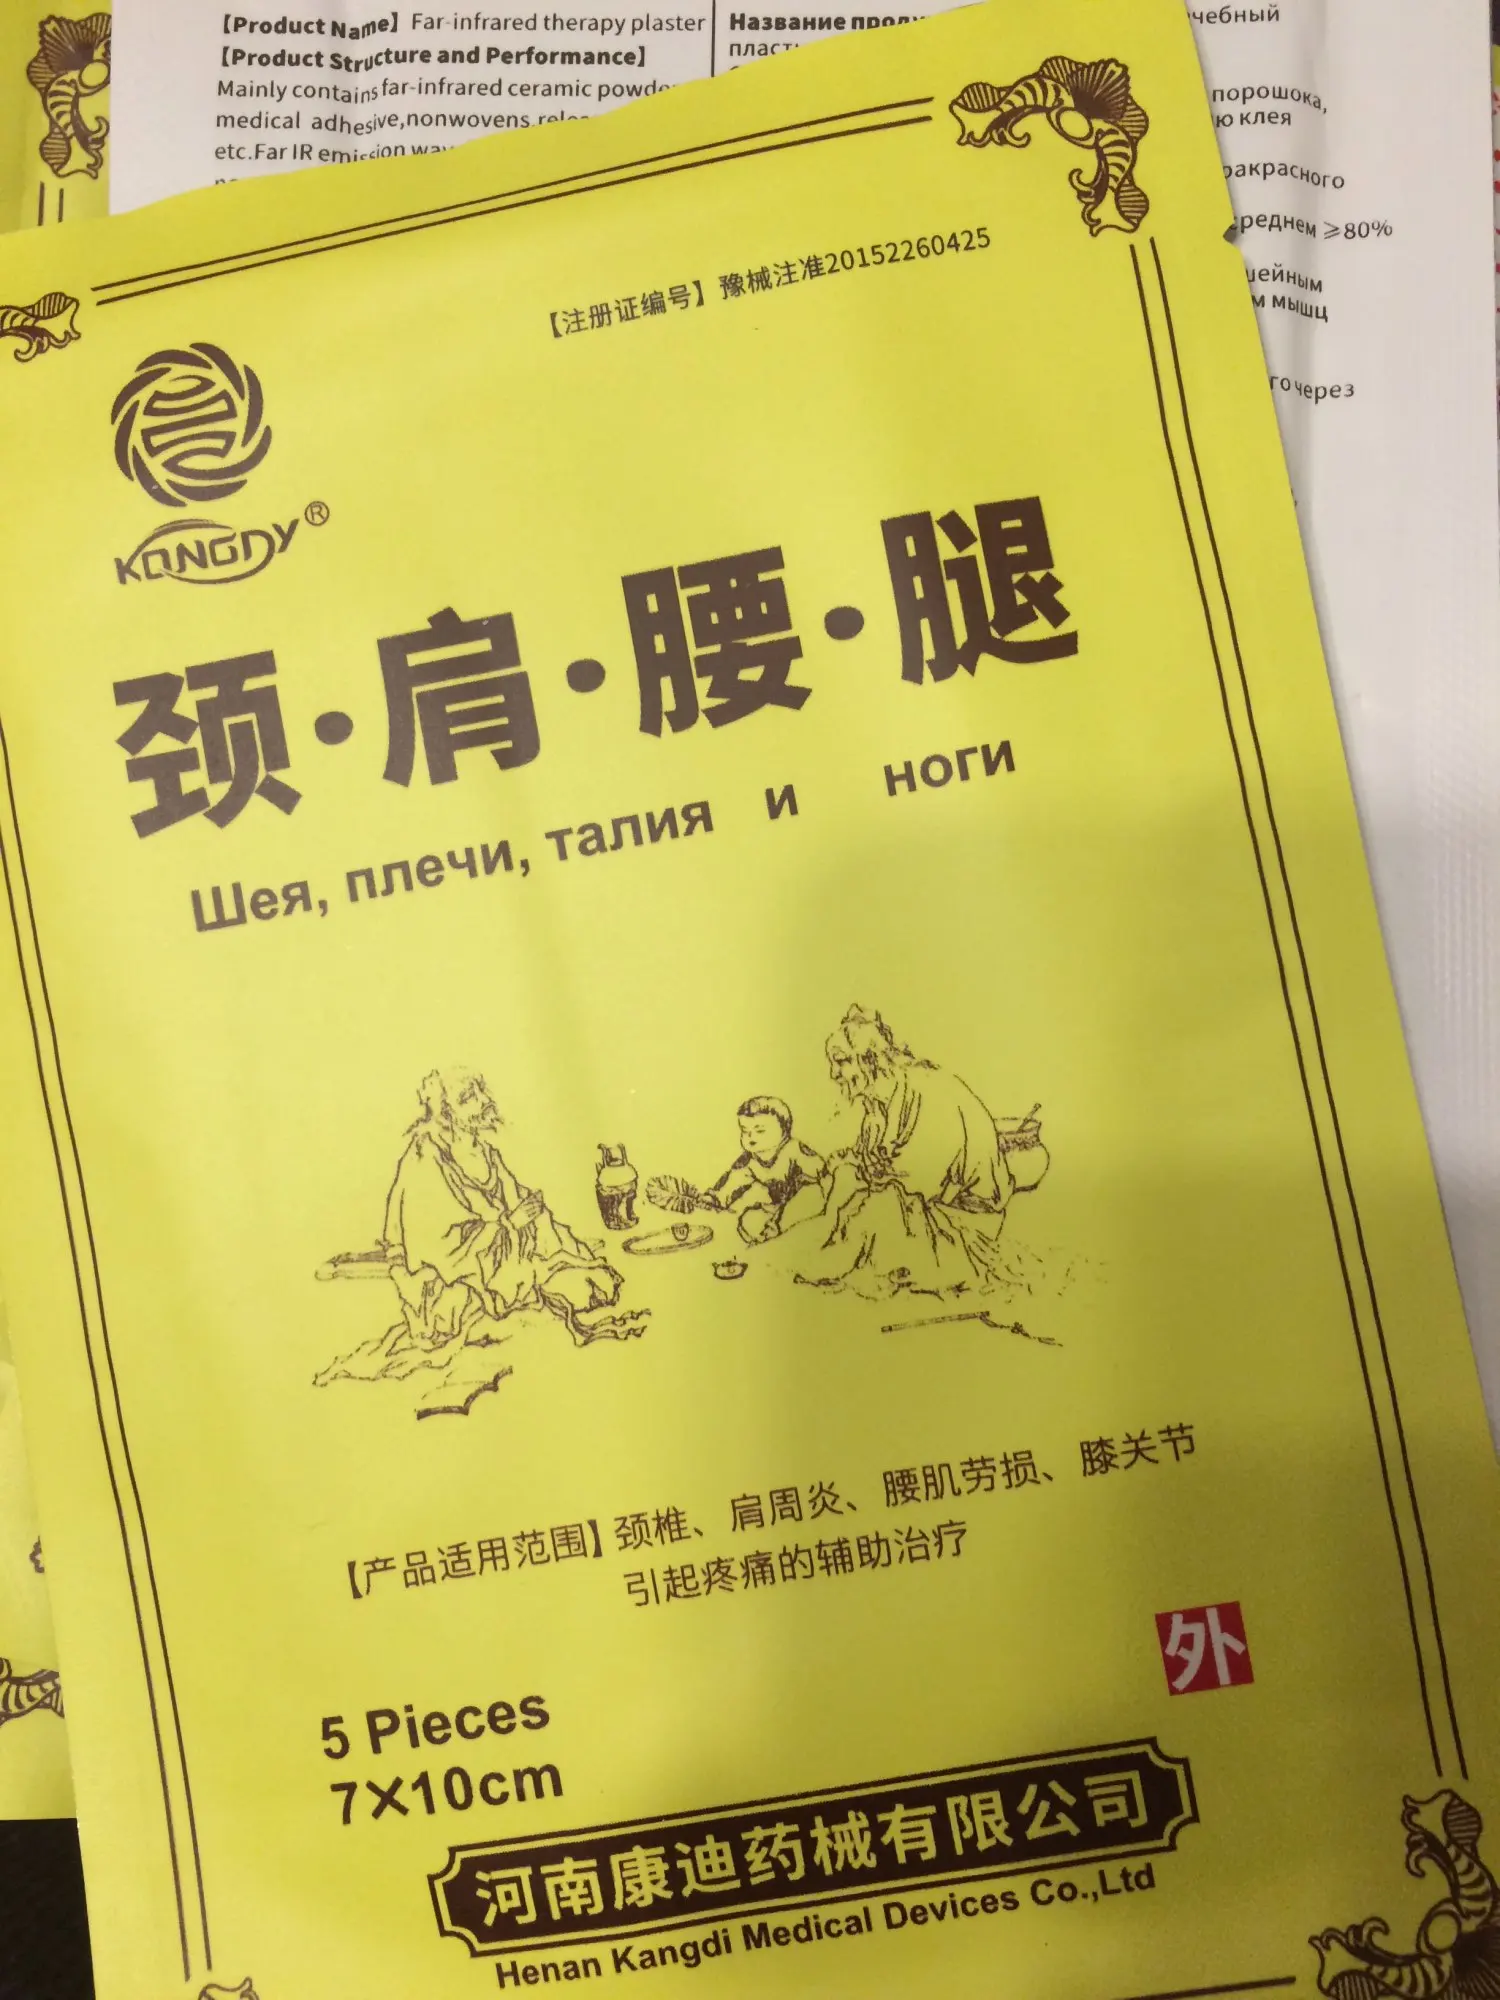 【Product Name】Far-infrared therapy plaster
【Product Structure and Performance】
Mainly contains far-infrared ceramic
medical adhesive,nonwovens,
etc.Far IR emission
Название
чебный
порошока,
ю клея
ракрасного
среднем ≥80%
шейным
м мышц
го через
【注册证编号】豫械注准20152260425
KONGDY®
颈·肩·腰·腿
Шея, плечи, талия и ноги
【产品适用范围】颈椎、肩周炎、腰肌劳损、膝关节
引起疼痛的辅助治疗
外
5 Pieces
7×10cm
河南康迪药械有限公司
Henan Kangdi Medical Devices Co.,Ltd